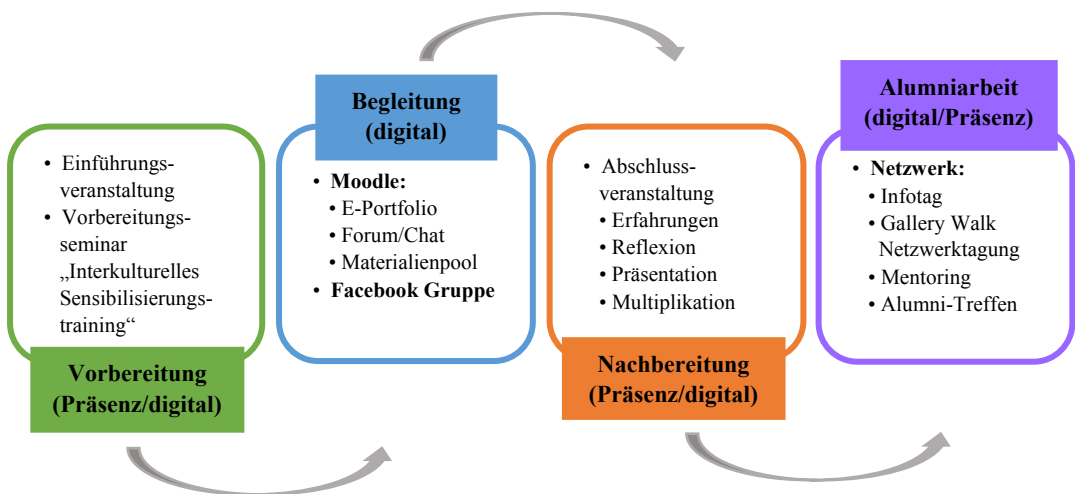 • Einführungs-
veranstaltung
• Vorbereitungs-
seminar
„Interkulturelles
Sensibilisierungs-
training“
Vorbereitung
(Präsenz/digital)
Begleitung
(digital)
• Moodle:
• E-Portfolio
• Forum/Chat
• Materialienpool
• Facebook Gruppe
• Abschluss-
veranstaltung
• Erfahrungen
• Reflexion
• Präsentation
• Multiplikation
Nachbereitung
(Präsenz/digital)
Alumniarbeit
(digital/Präsenz)
• Netzwerk:
• Infotag
• Gallery Walk
Netzwerktagung
• Mentoring
• Alumni-Treffen